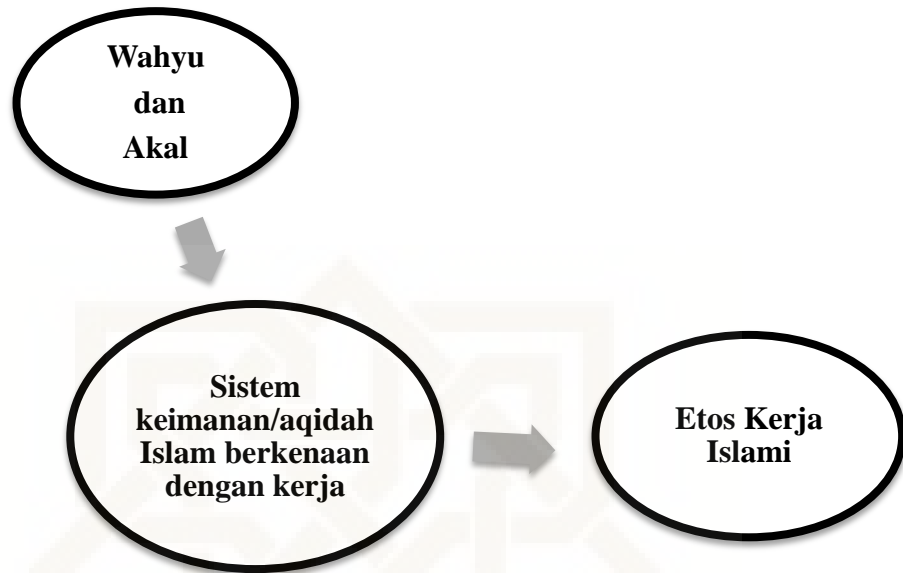 Wahyu
dan
Akal
Sistem
keimanan/aqidah
Islam berkenaan
dengan kerja
Etos Kerja
Islami